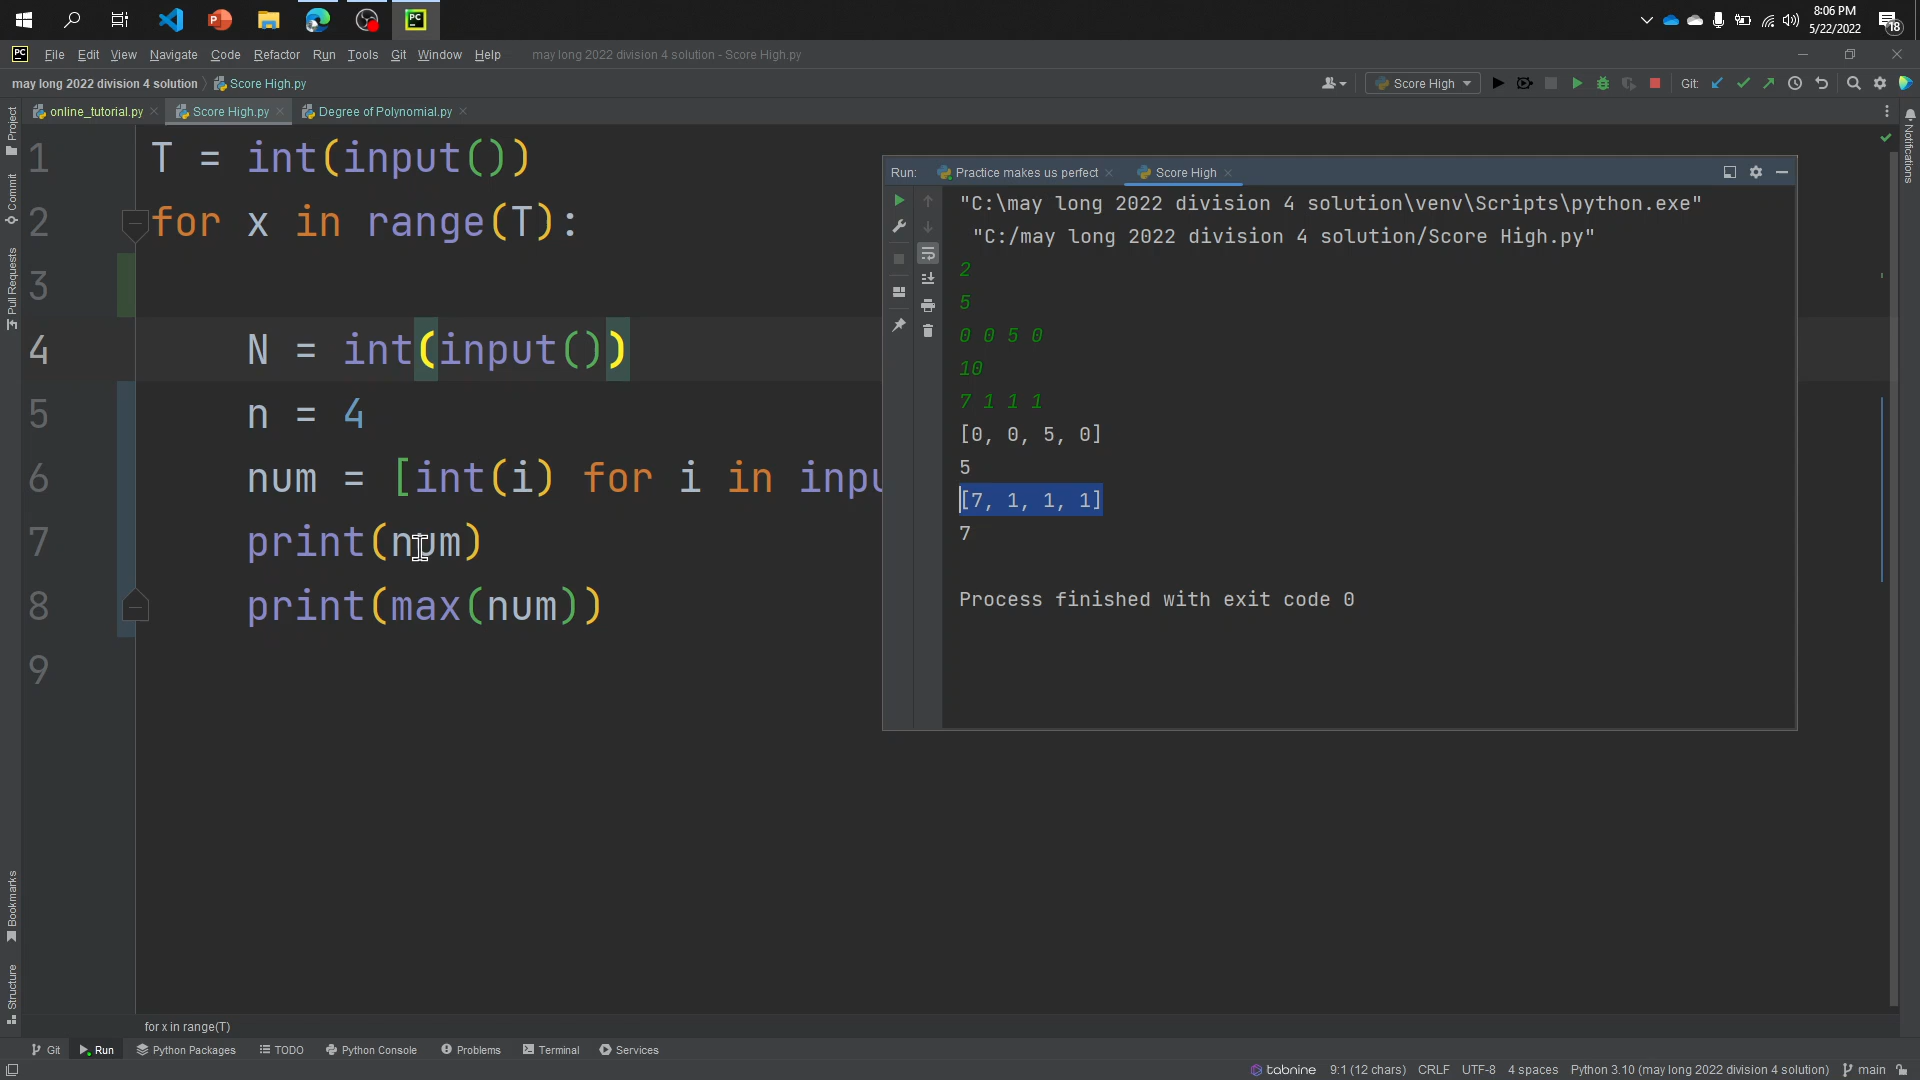 8:06 PM
5/22/2022
18
PC
File Edit View Navigate Code Refactor Run Tools Git Window Help may long 2022 division 4 solution - Score High.py
may long 2022 division 4 solution Score High.py
Score High
Git:
online_tutorial.py
Score High.py
Degree of Polynomial.py
Project
Commit
Pull Requests
Bookmarks
Structure
Notifications
1 T = int(input())
2 for x in range(T):
3
4 N = int(input())
5 n = 4
6 num = [int(i) for i in inpu
7 print(num)
8 print(max(num))
9
Run: Practice makes us perfect Score High
"C:\may long 2022 division 4 solution\venv\Scripts\python.exe"
"C:/may long 2022 division 4 solution/Score High.py"
2
5
0 0 5 0
10
7 1 1 1
[0, 0, 5, 0]
5
[7, 1, 1, 1]
7
Process finished with exit code 0
for x in range(T)
Git Run Python Packages TODO Python Console Problems Terminal Services
tabnine 9:1 (12 chars) CRLF UTF-8 4 spaces Python 3.10 (may long 2022 division 4 solution) main